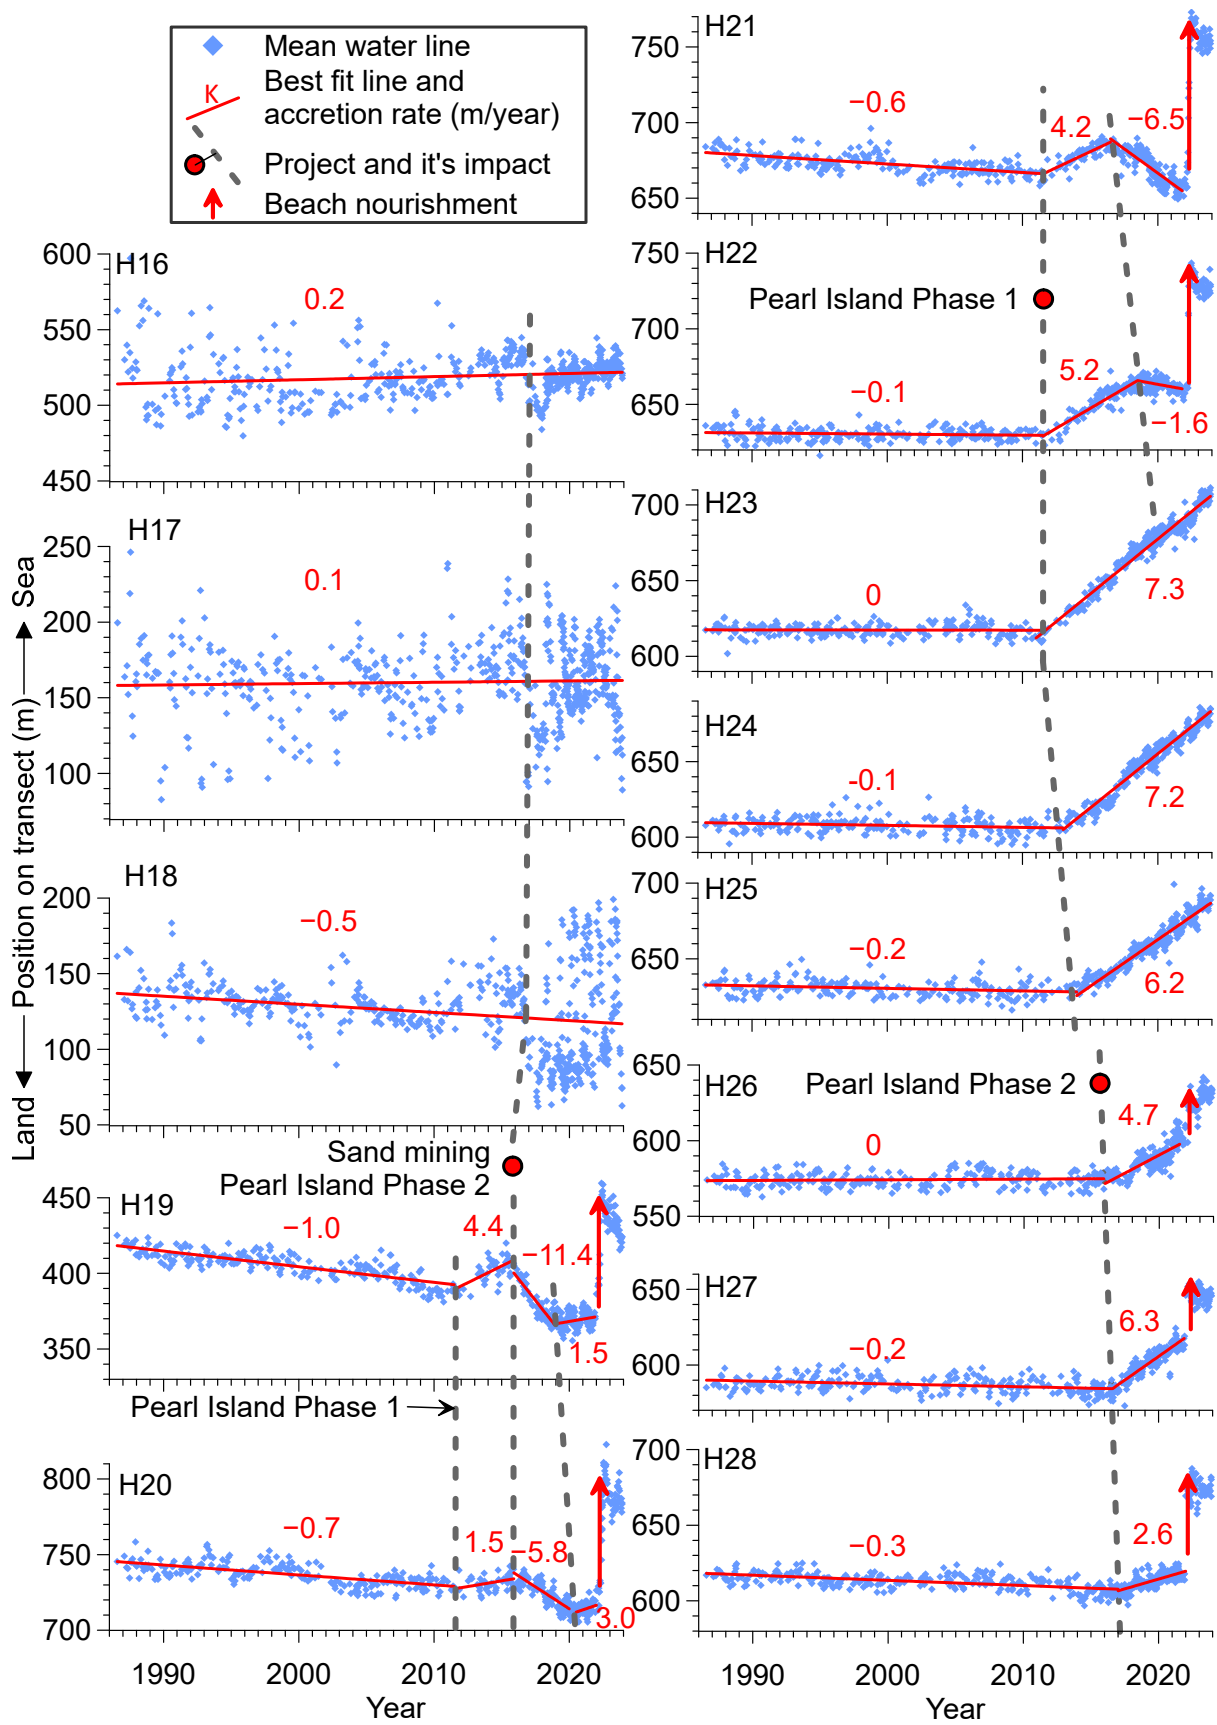 Mean water line
K
Best fit line and
accretion rate (m/year)
Project and it's impact
Beach nourishment
Land
Position on transect (m)
Sea
H16
600
550
500
450
0.2
H17
250
200
150
100
0.1
H18
200
150
100
50
−0.5
Sand mining
Pearl Island Phase 2
H19
450
400
350
−1.0
4.4
−11.4
1.5
Pearl Island Phase 1
H20
800
750
700
−0.7
1.5
−5.8
3.0
1990
2000
2010
2020
Year
H21
750
700
650
−0.6
4.2
−6.5
H22
750
700
650
Pearl Island Phase 1
−0.1
5.2
−1.6
H23
700
650
600
0
7.3
H24
650
600
-0.1
7.2
H25
700
650
−0.2
6.2
H26
650
600
550
Pearl Island Phase 2
0
4.7
H27
650
600
−0.2
6.3
H28
700
650
600
−0.3
2.6
1990
2000
2010
2020
Year